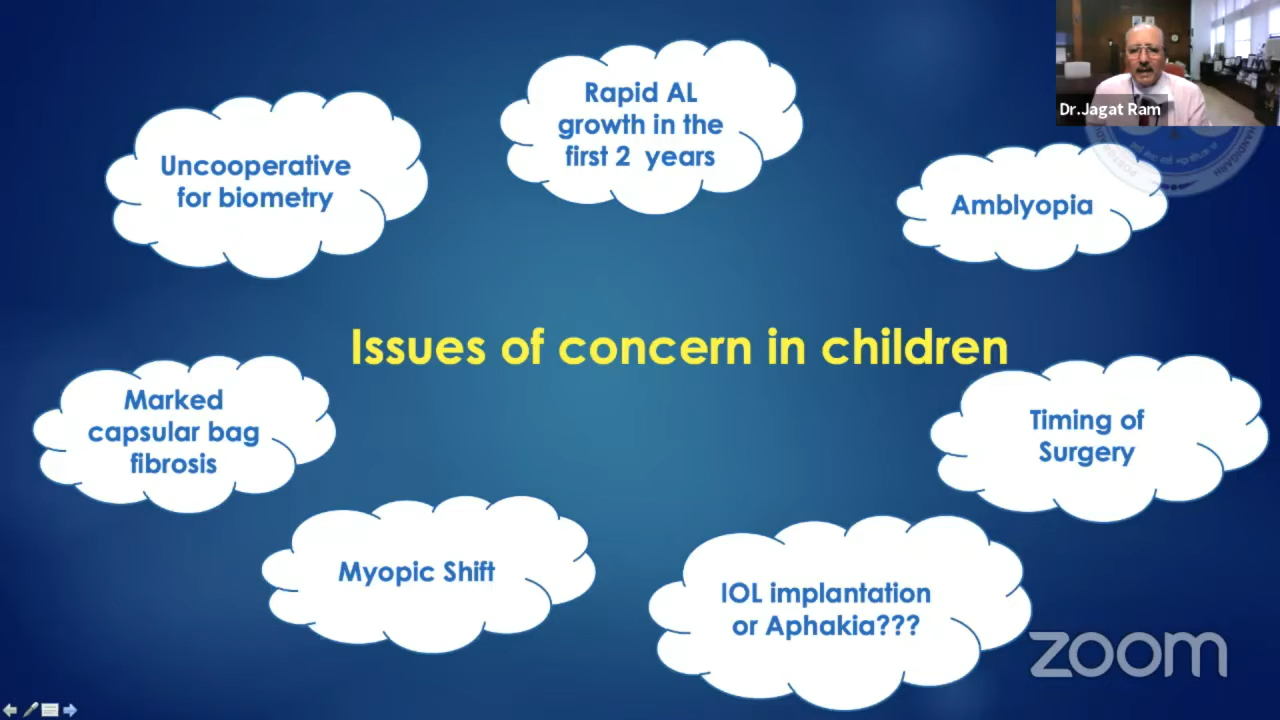 Rapid AL
growth in the
first 2 years
Dr.Jagat Ram
Uncooperative
for biometry
Amblyopia
Issues of concern in children
Marked
capsular bag
fibrosis
Timing of
Surgery
Myopic Shift
IOL implantation
or Aphakia???
zoom